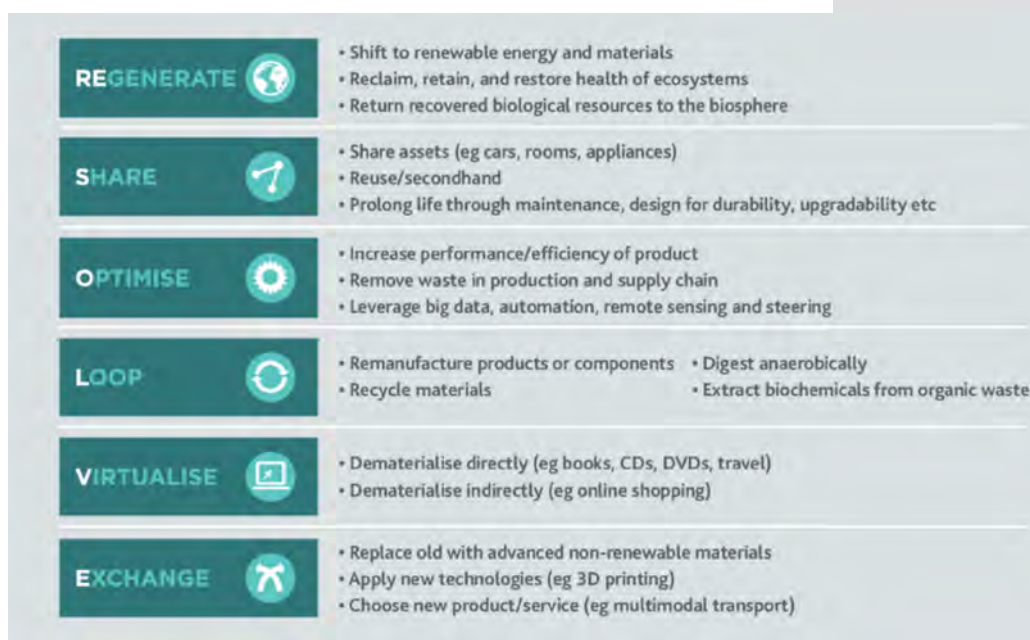 REGENERATE
• Shift to renewable energy and materials
• Reclaim, retain, and restore health of ecosystems
• Return recovered biological resources to the biosphere
SHARE
• Share assets (eg cars, rooms, appliances)
• Reuse/secondhand
• Prolong life through maintenance, design for durability, upgradability etc
OPTIMISE
• Increase performance/efficiency of product
• Remove waste in production and supply chain
• Leverage big data, automation, remote sensing and steering
LOOP
• Remanufacture products or components • Digest anaerobically
• Recycle materials • Extract biochemicals from organic waste
VIRTUALISE
• Dematerialise directly (eg books, CDs, DVDs, travel)
• Dematerialise indirectly (eg online shopping)
EXCHANGE
• Replace old with advanced non-renewable materials
• Apply new technologies (eg 3D printing)
• Choose new product/service (eg multimodal transport)